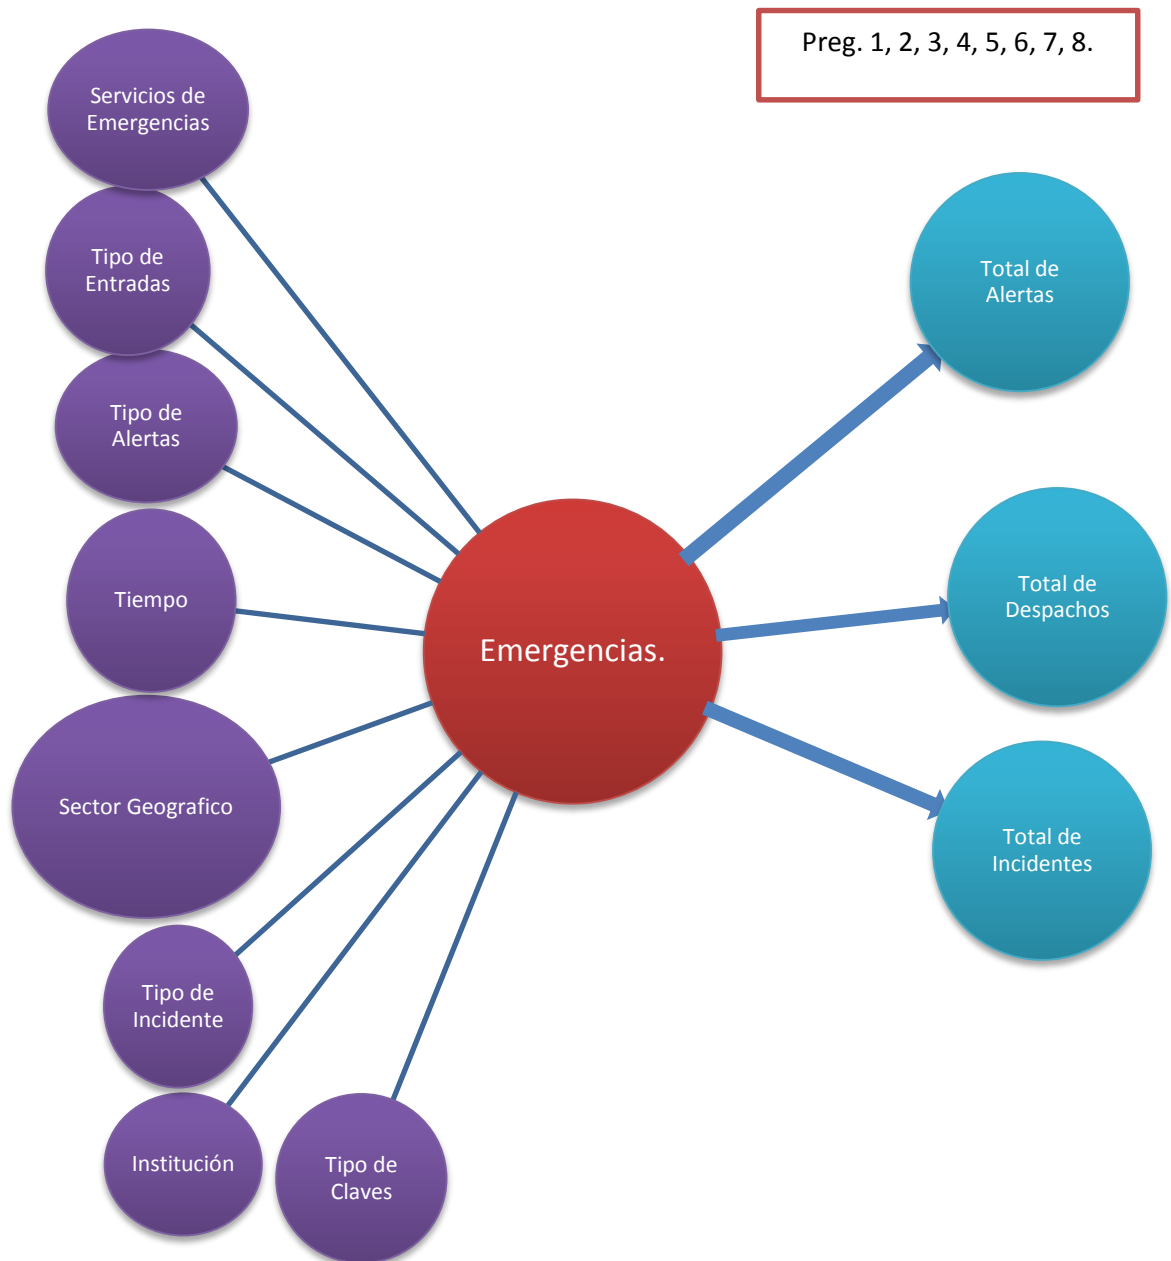 Preg. 1, 2, 3, 4, 5, 6, 7, 8.
Servicios de
Emergencias
Tipo de
Entradas
Tipo de
Alertas
Tiempo
Sector Geografico
Tipo de
Incidente
Institución
Tipo de
Claves
Emergencias.
Total de
Alertas
Total de
Despachos
Total de
Incidentes